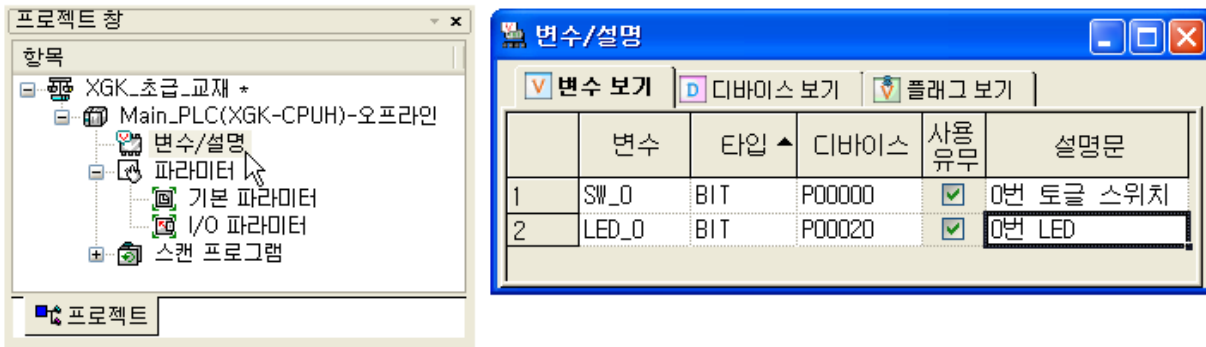 프로젝트 창
항목
XGK_초급_교재 *
Main_PLC(XGK-CPUH)-오프라인
변수/설명
파라미터
기본 파라미터
I/O 파라미터
스캔 프로그램
프로젝트
변수/설명
V 변수 보기 D 디바이스 보기 플래그 보기
변수 타입 디바이스 사용 유무 설명문
1 SW_0 BIT P00000 0번 토글 스위치
2 LED_0 BIT P00020 0번 LED